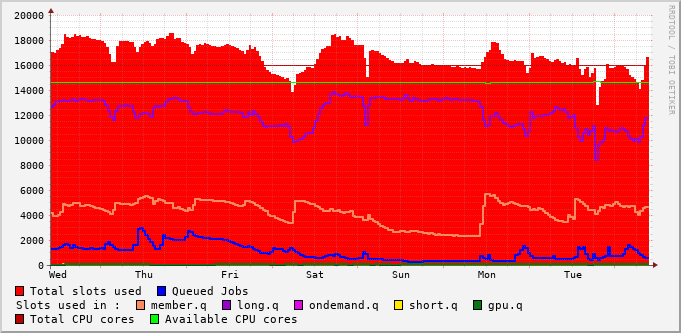 20000
18000
16000
14000
12000
10000
8000
6000
4000
2000
0
Wed Thu Fri Sat Sun Mon Tue
RRDTOOL / TOBI OETIKER
Total slots used Queued Jobs
Slots used in : member.q long.q ondemand.q short.q gpu.q
Total CPU cores Available CPU cores